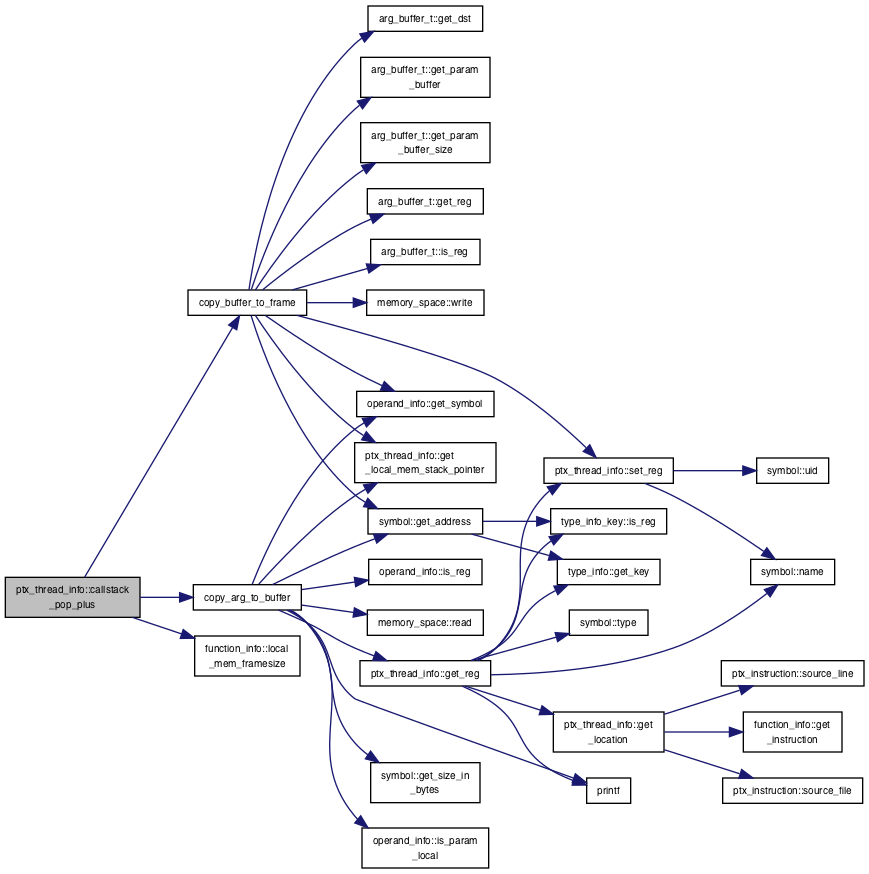 arg_buffer_t::get_dst
arg_buffer_t::get_param
_buffer
arg_buffer_t::get_param
_buffer_size
arg_buffer_t::get_reg
arg_buffer_t::is_reg
copy_buffer_to_frame
memory_space::write
operand_info::get_symbol
ptx_thread_info::get
_local_mem_stack_pointer
ptx_thread_info::set_reg
symbol::uid
symbol::get_address
type_info_key::is_reg
operand_info::is_reg
type_info::get_key
symbol::name
ptx_thread_info::callstack
_pop_plus
copy_arg_to_buffer
memory_space::read
symbol::type
function_info::local
_mem_framesize
ptx_thread_info::get_reg
ptx_instruction::source_line
ptx_thread_info::get
_location
function_info::get
_instruction
symbol::get_size_in
_bytes
printf
ptx_instruction::source_file
operand_info::is_param
_local